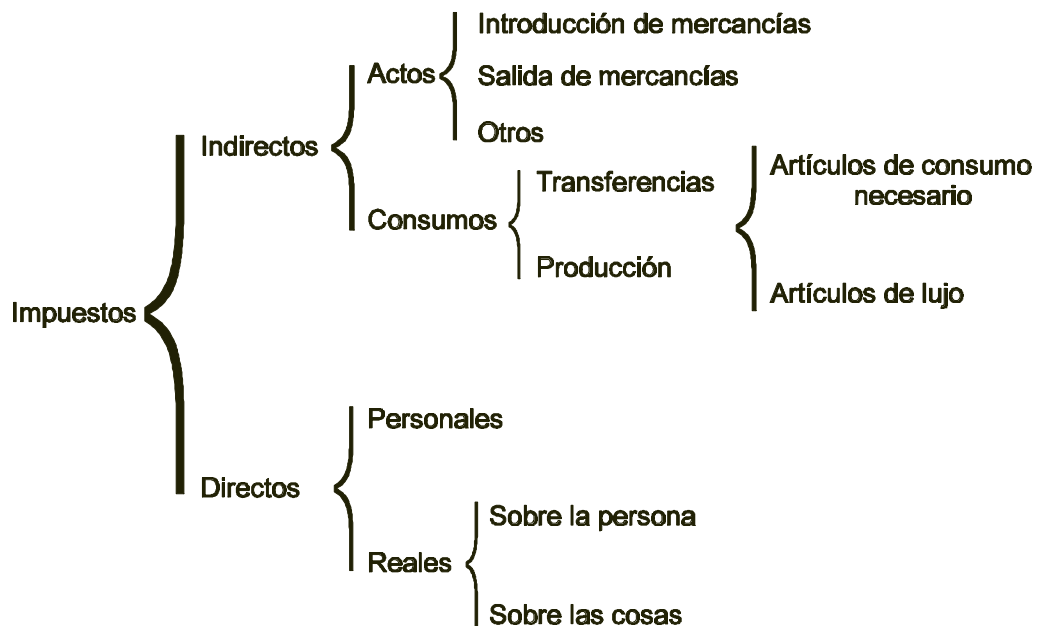 Introducción de mercancías
Actos
Salida de mercancías
Otros
Indirectos
Transferencias
Artículos de consumo
necesario
Consumos
Producción
Artículos de lujo
Impuestos
Personales
Directos
Sobre la persona
Reales
Sobre las cosas